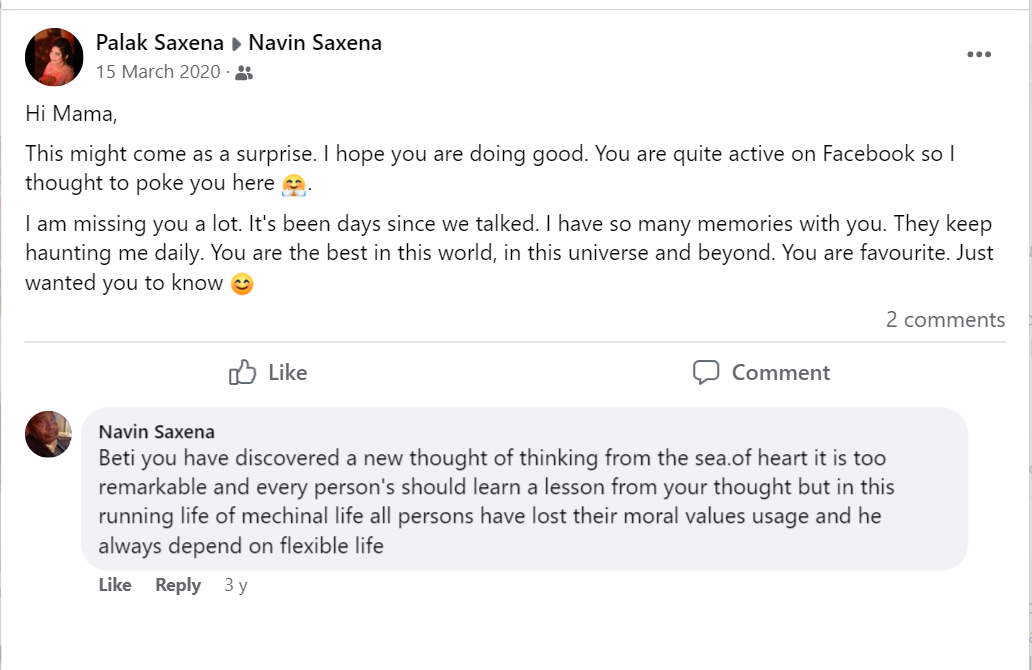 Palak Saxena ▸ Navin Saxena
15 March 2020 ·
Hi Mama,
This might come as a surprise. I hope you are doing good. You are quite active on Facebook so I
thought to poke you here 🤗.
I am missing you a lot. It's been days since we talked. I have so many memories with you. They keep
haunting me daily. You are the best in this world, in this universe and beyond. You are favourite. Just
wanted you to know 😊
2 comments
Like Comment
Navin Saxena
Beti you have discovered a new thought of thinking from the sea.of heart it is too
remarkable and every person's should learn a lesson from your thought but in this
running life of mechinal life all persons have lost their moral values usage and he
always depend on flexible life
Like Reply 3 y